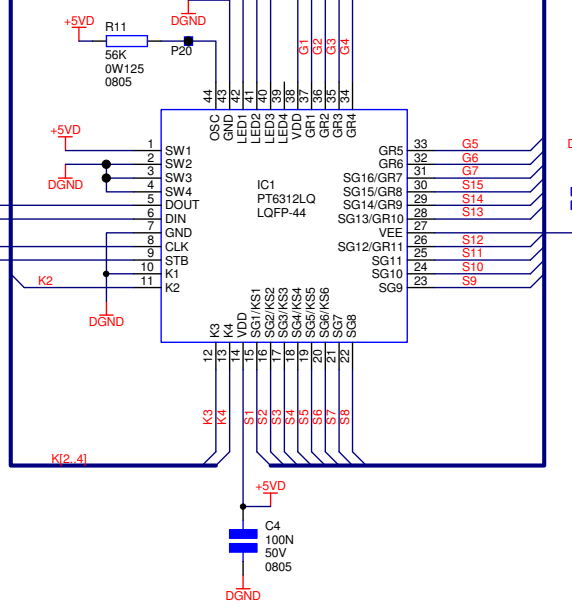 DGND
+5VD
R11
56K
0W125
0805
P20
G1
G2
G3
G4
44
43
42
41
40
39
38
37
36
35
34
OSC
GND
LED1
LED2
LED3
LED4
VDD
GR1
GR2
GR3
GR4
+5VD
DGND
1 SW1
2 SW2
3 SW3
4 SW4
5 DOUT
6 DIN
7 GND
8 CLK
9 STB
10 K1
K2 11 K2
DGND
IC1
PT6312LQ
LQFP-44
GR5 33 G5
GR6 32 G6
SG16/GR7 31 G7
SG15/GR8 30 S15
SG14/GR9 29 S14
SG13/GR10 28 S13
VEE 27
SG12/GR11 26 S12
SG11 25 S11
SG10 24 S10
SG9 23 S9
K3
K4
VDD
SG1/KS1
SG2/KS2
SG3/KS3
SG4/KS4
SG5/KS5
SG6/KS6
SG7
SG8
12
13
14
15
16
17
18
19
20
21
22
K3
K4
S1
S2
S3
S4
S5
S6
S7
S8
K[2..4]
+5VD
C4
100N
50V
0805
DGND